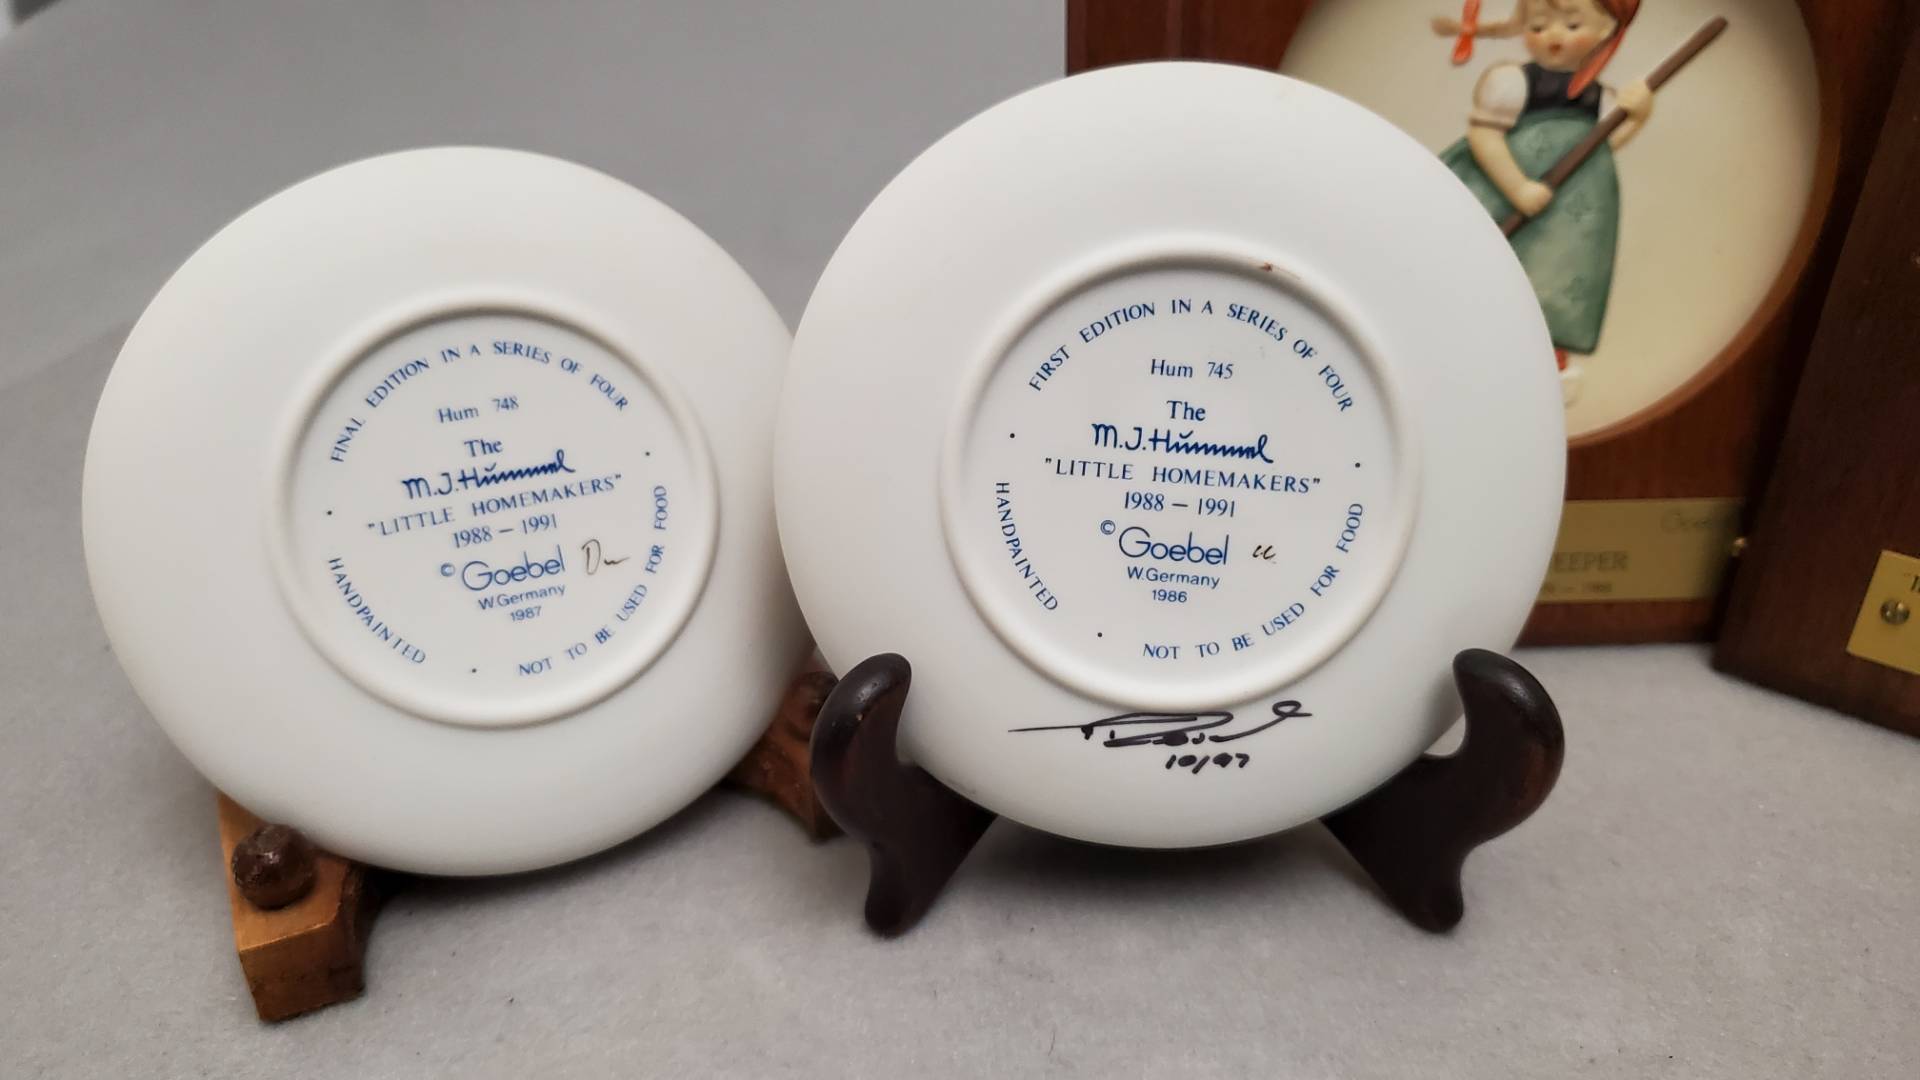 FINAL EDITION IN A SERIES OF FOUR
Hum 748
The
M.J.Hummel
"LITTLE HOMEMAKERS"
1988 — 1991
© Goebel
W.Germany
1987
HANDPAINTED
NOT TO BE USED FOR FOOD
FIRST EDITION IN A SERIES OF FOUR
Hum 745
The
M.J.Hummel
"LITTLE HOMEMAKERS"
1988 — 1991
© Goebel
W.Germany
1986
HANDPAINTED
NOT TO BE USED FOR FOOD
10/97